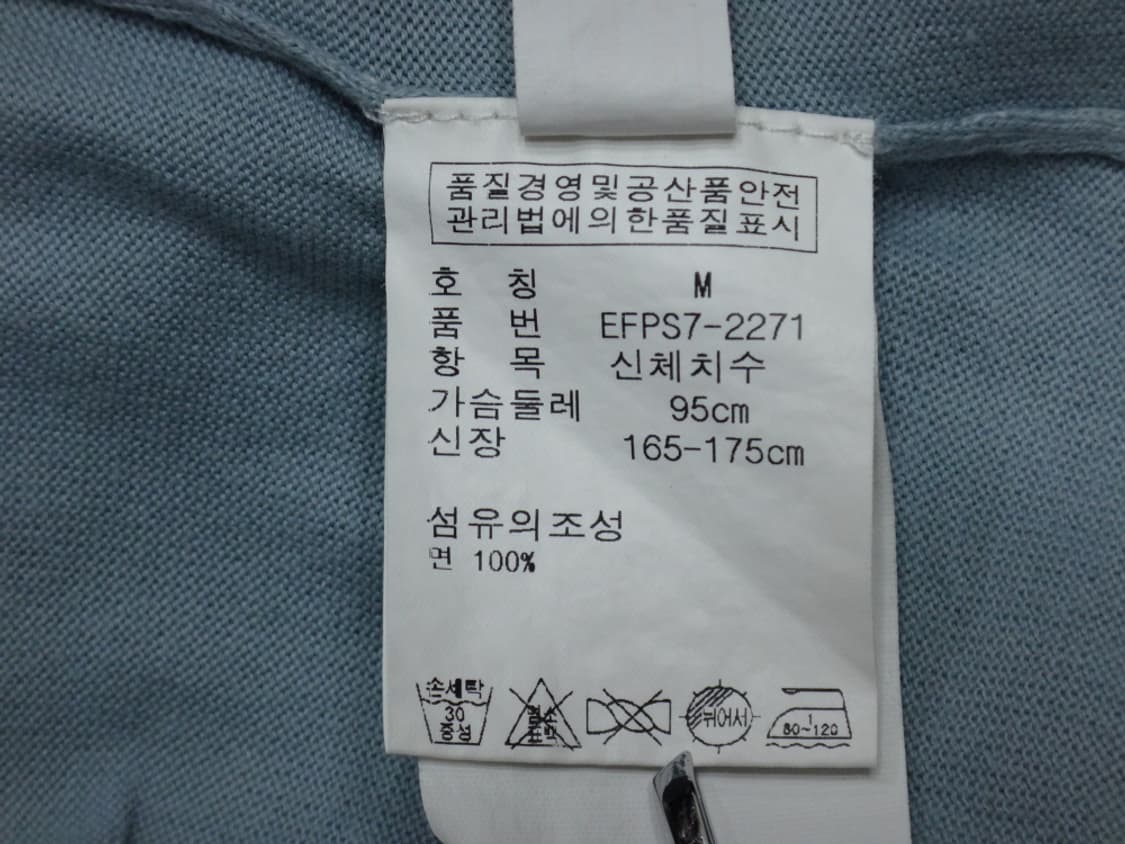 품질경영및공산품안전
관리법에의한품질표시
호 칭 M
품 번 EFPS7-2271
항 목 신체치수
가슴둘레 95cm
신장 165-175cm
섬유의조성
면 100%
손세탁
30
중성
염소
표백
뉘어서
80~120